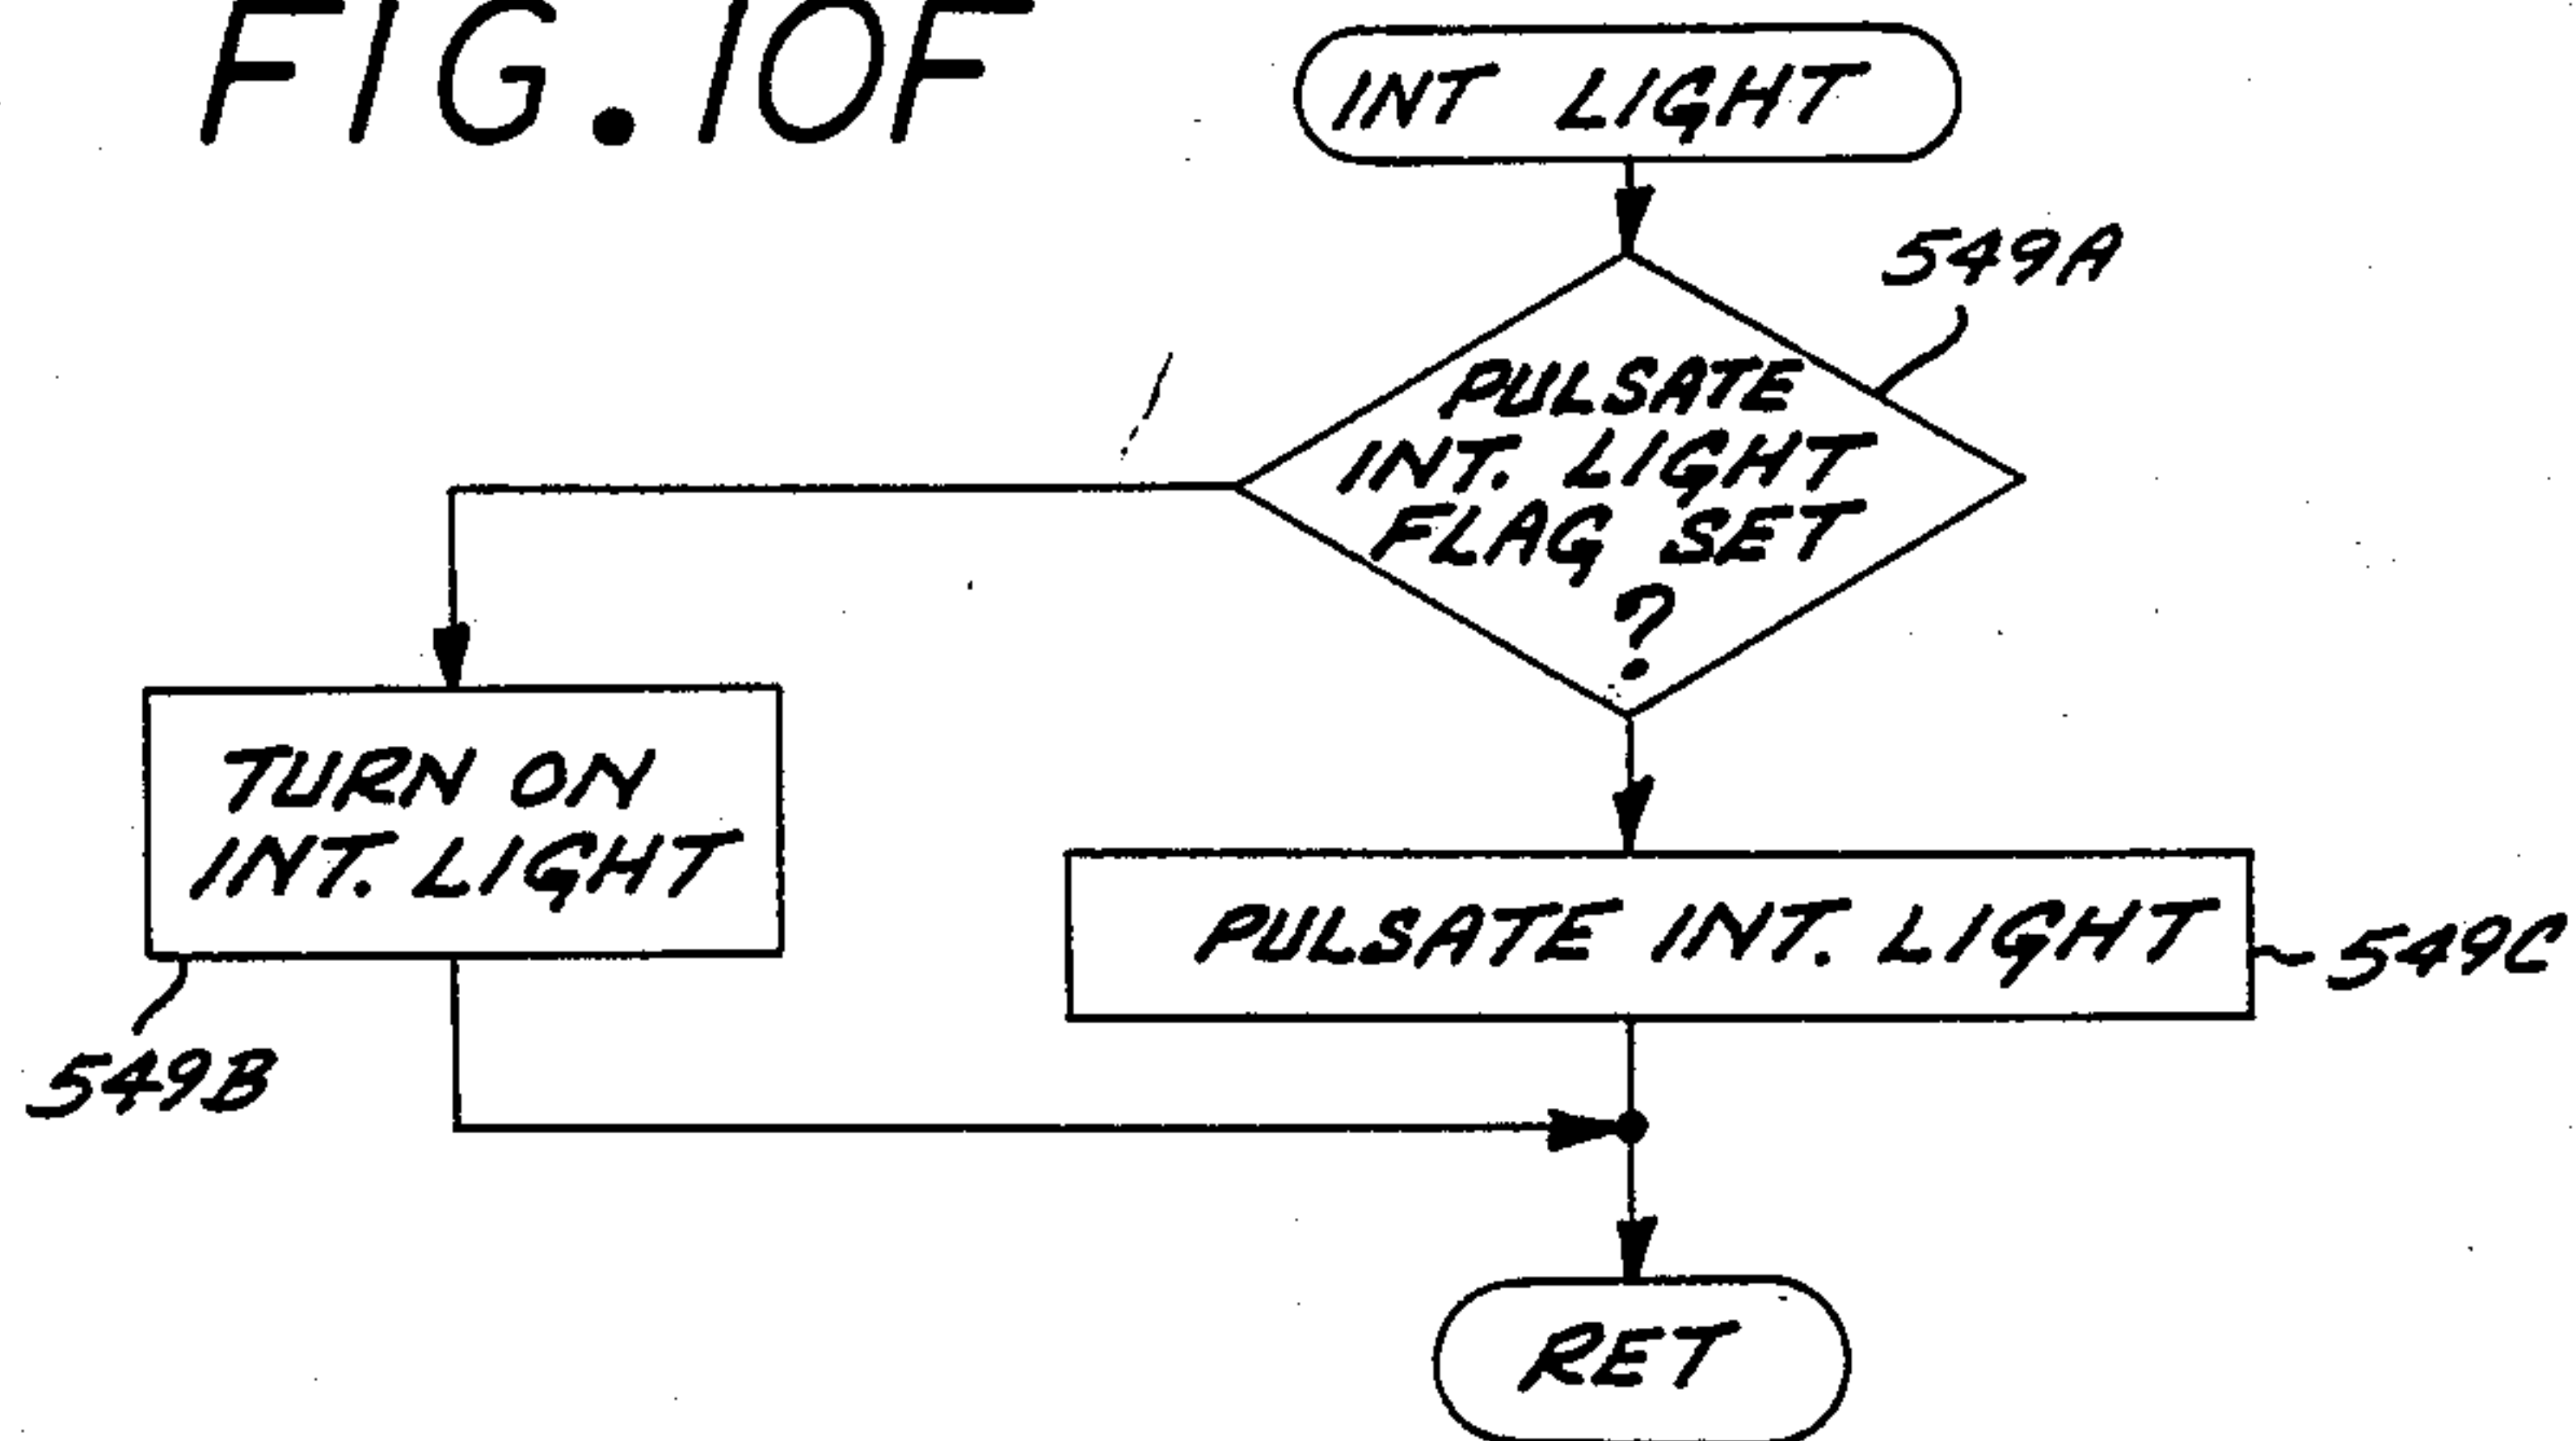 FIG. 10F
INT LIGHT
549A
PULSATE
INT. LIGHT
FLAG SET
?
TURN ON
INT. LIGHT
549B
PULSATE INT. LIGHT
549C
RET